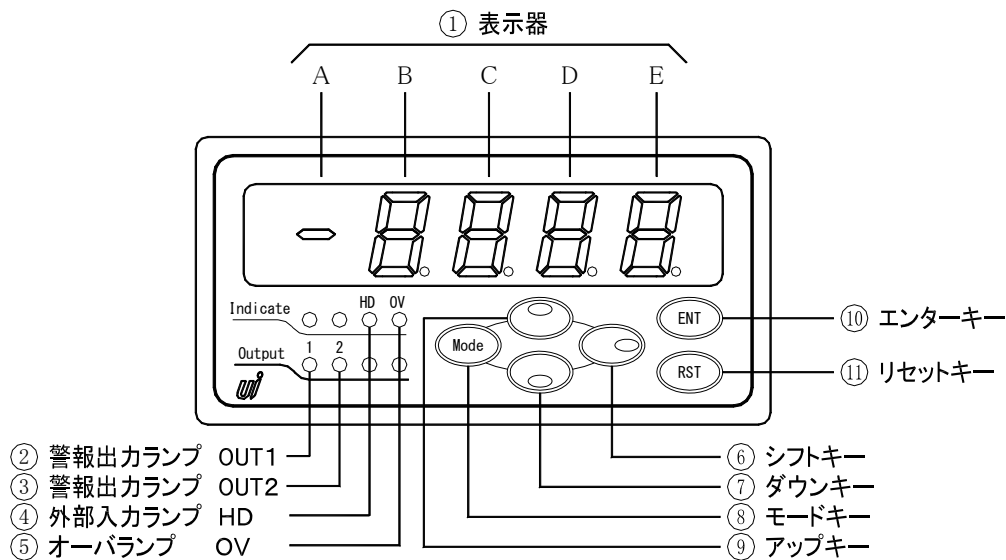 ① 表示器
A B C D E
Indicate HD OV
Output 1 2
Mode
ENT
RST
⑩ エンターキー
⑪ リセットキー
② 警報出力ランプ OUT1
③ 警報出力ランプ OUT2
④ 外部入力ランプ HD
⑤ オーバランプ OV
⑥ シフトキー
⑦ ダウンキー
⑧ モードキー
⑨ アップキー